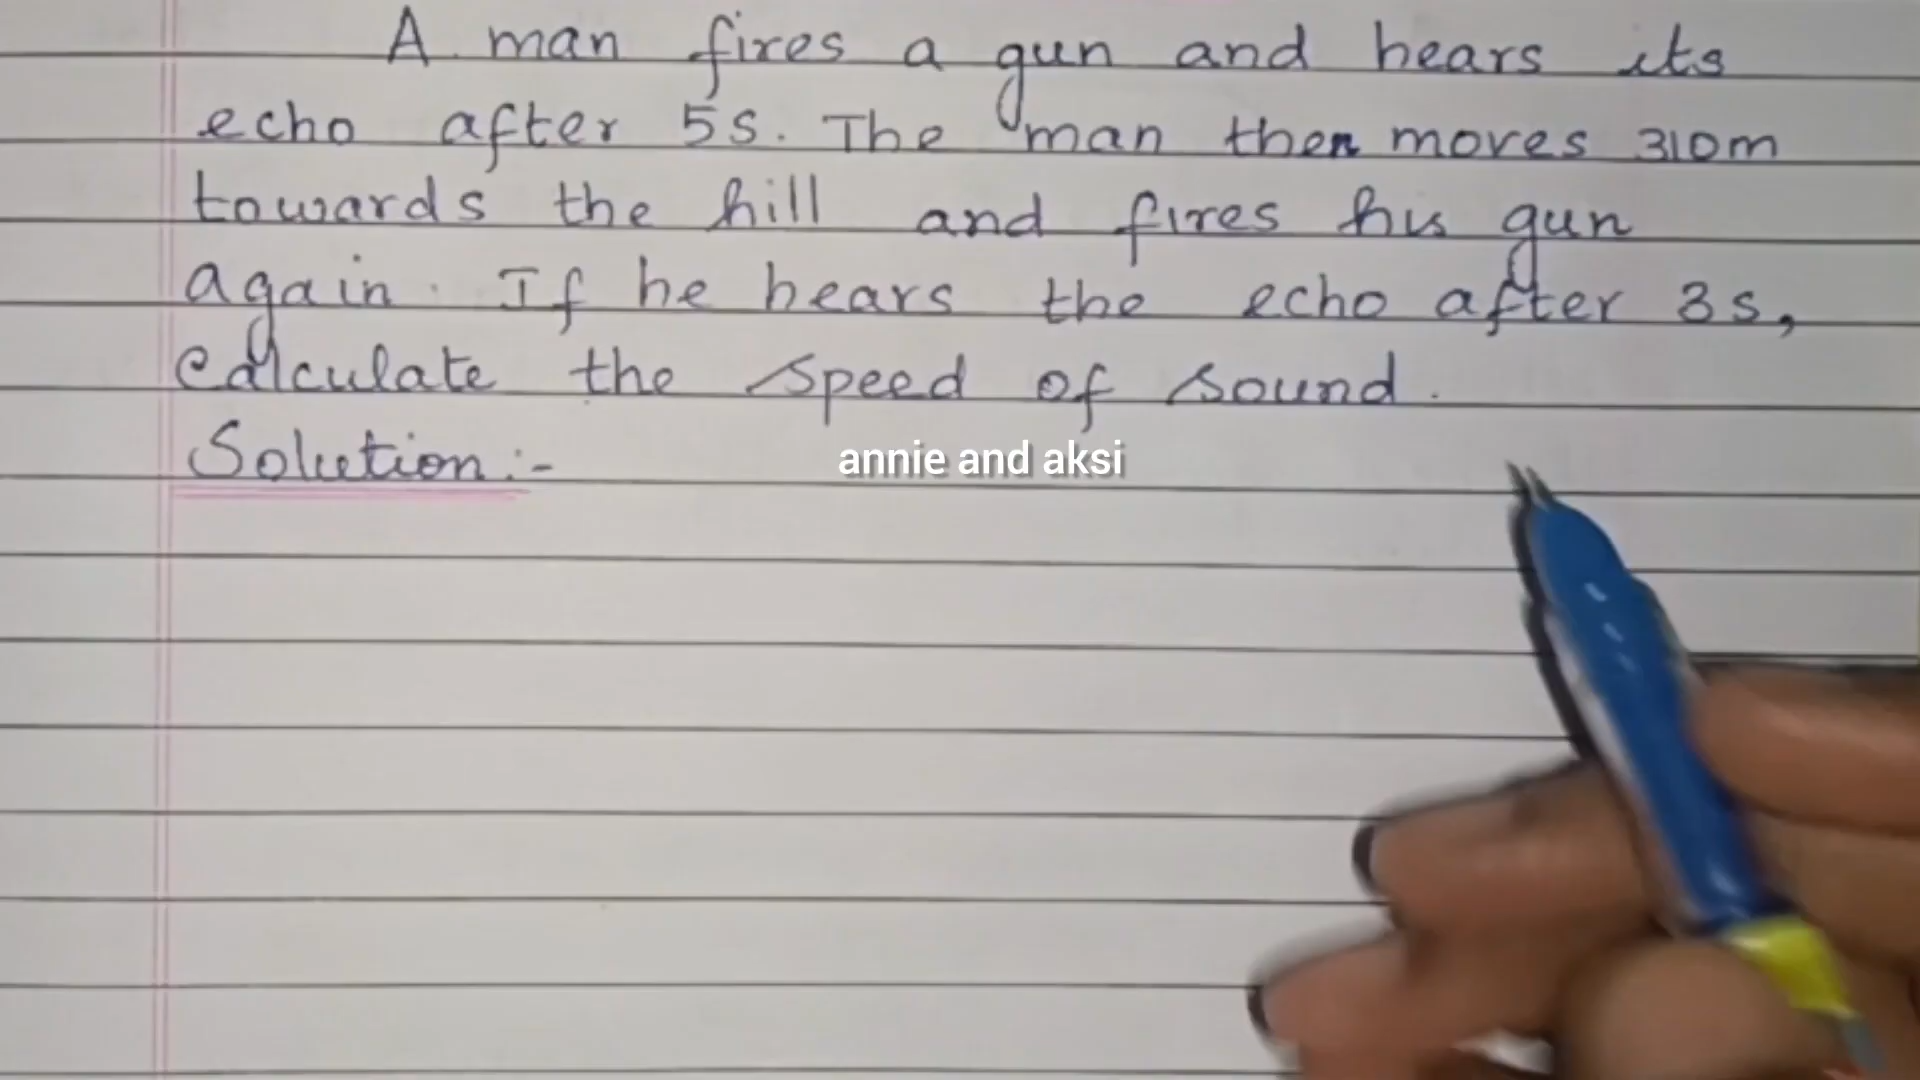 A man fires a gun and hears its
echo after 5s. The man then moves 310m
towards the hill and fires his gun
again. If he hears the echo after 3s,
calculate the speed of sound.
Solution:-
annie and aksi